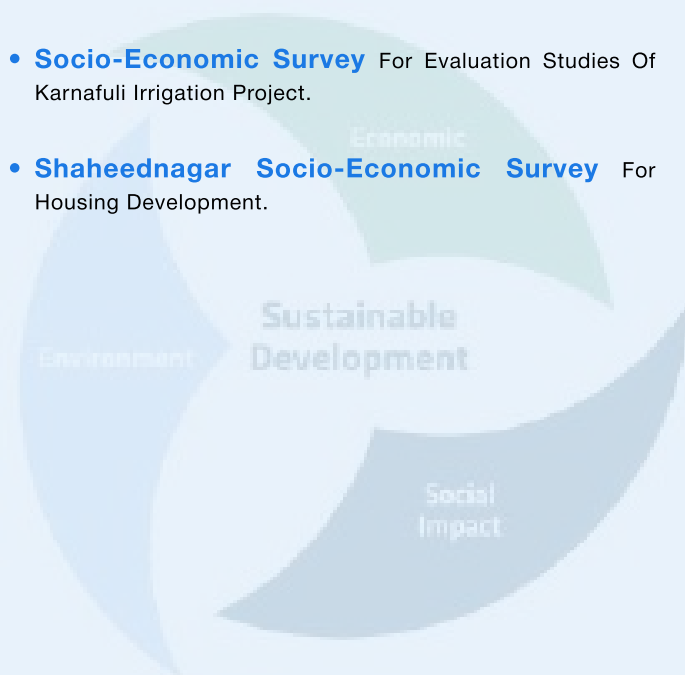 • Socio-Economic Survey For Evaluation Studies Of
Karnafuli Irrigation Project.
Economic
• Shaheednagar Socio-Economic Survey For
Housing Development.
Sustainable
Development
Environment
Social
Impact